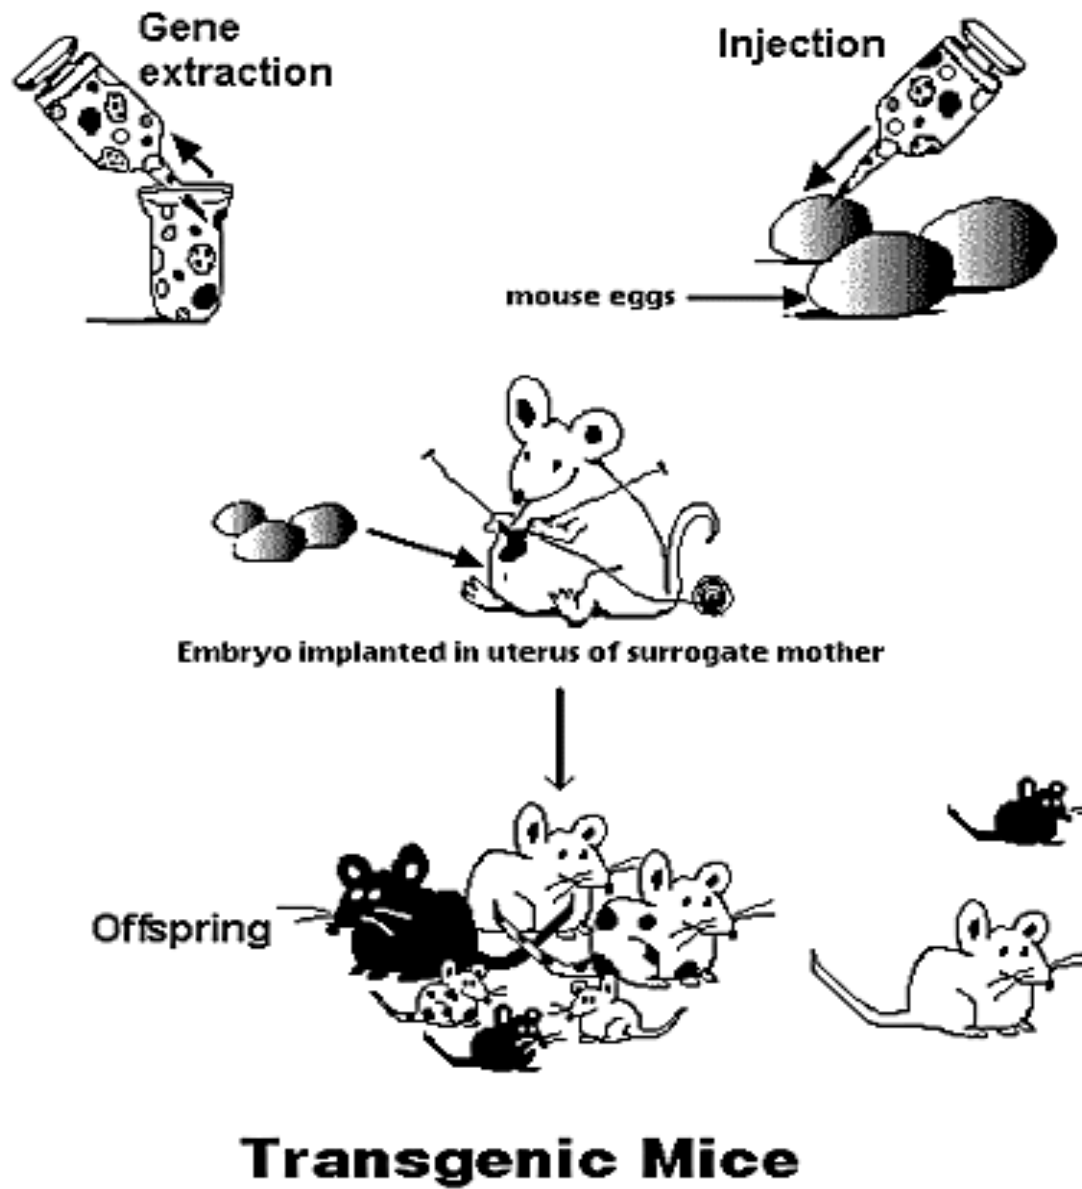 Gene
extraction
Injection
mouse eggs
Embryo implanted in uterus of surrogate mother
Offspring
Transgenic Mice